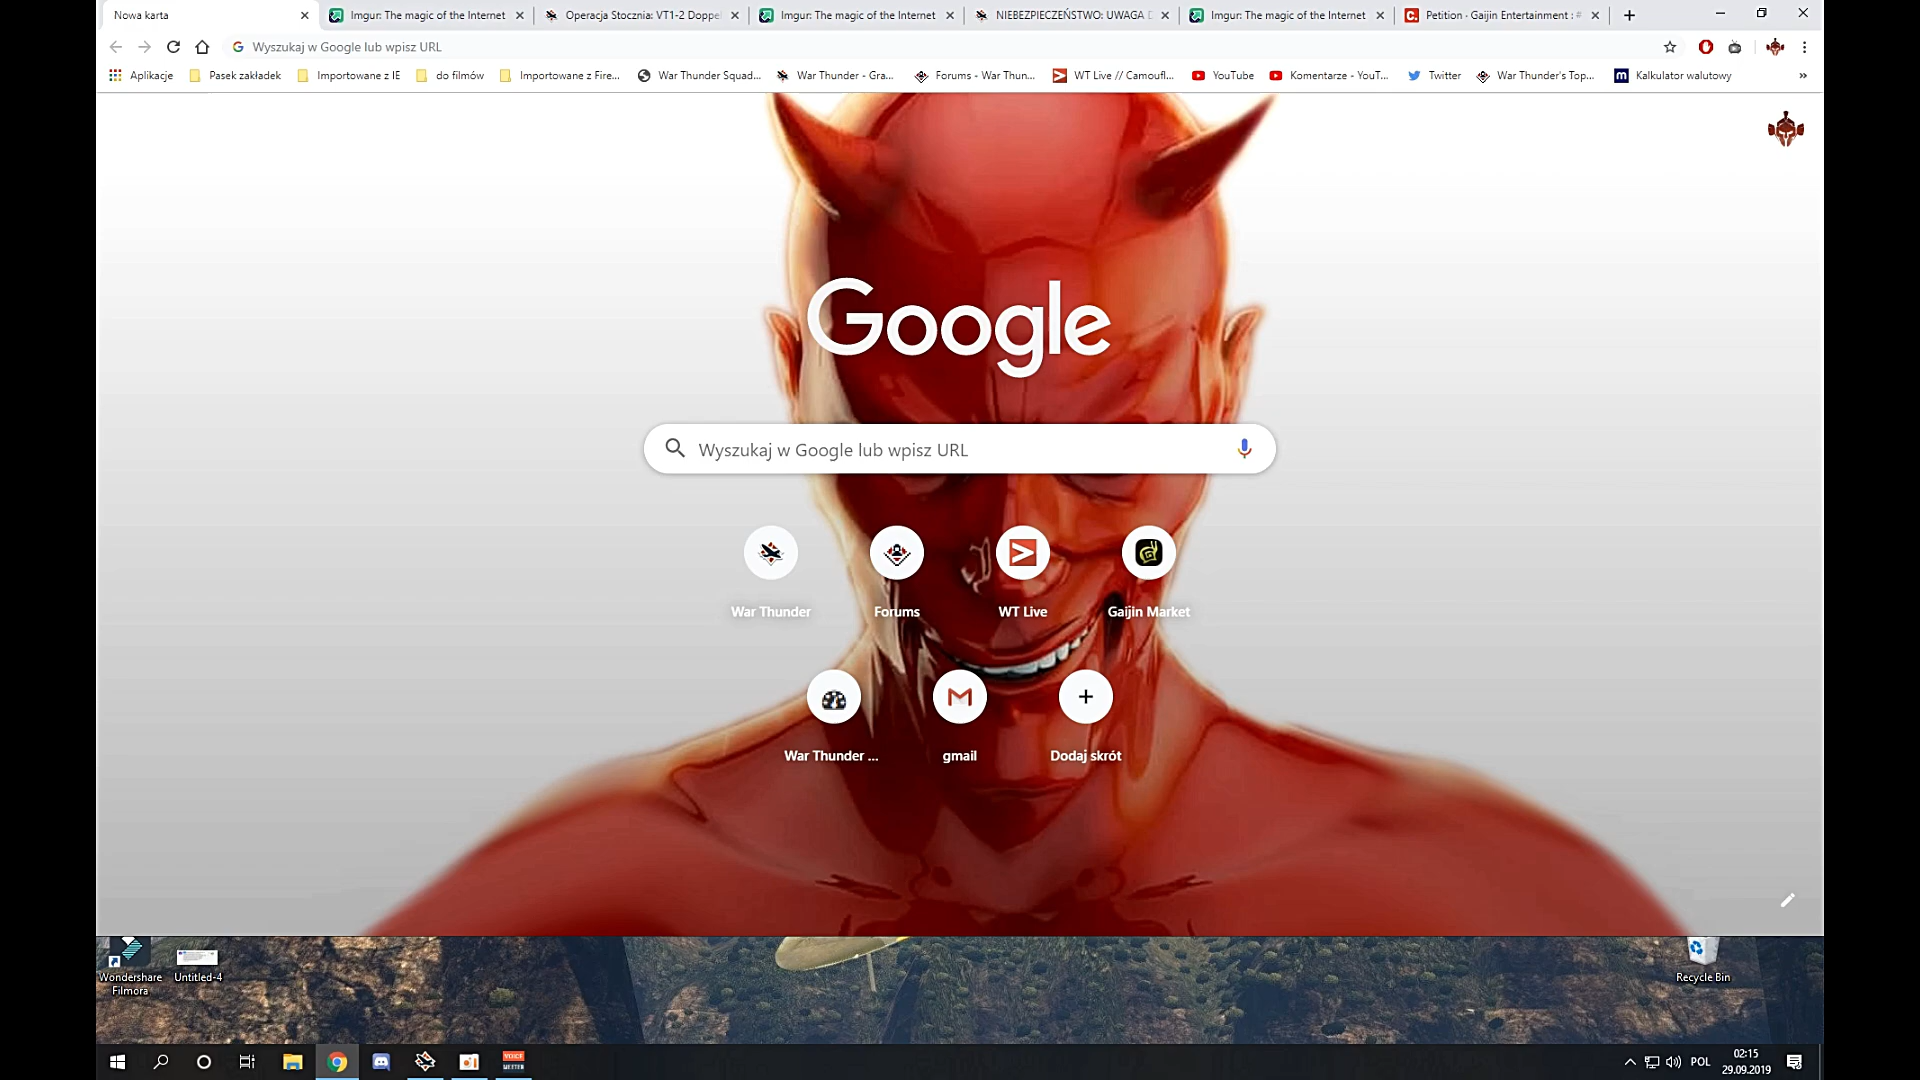 Nowa karta
Imgur: The magic of the Internet
Operacja Stocznia: VT1-2 Doppel
Imgur: The magic of the Internet
NIEBEZPIECZEŃSTWO: UWAGA D
Imgur: The magic of the Internet
Petition · Gaijin Entertainment : #
Wyszukaj w Google lub wpisz URL
Aplikacje
Pasek zakładek
Importowane z IE
do filmów
Importowane z Fire...
War Thunder Squad...
War Thunder - Gra...
Forums - War Thun...
WT Live // Camoufl...
YouTube
Komentarze - YouT...
Twitter
War Thunder's Top...
Kalkulator walutowy
»
Google
Wyszukaj w Google lub wpisz URL
War Thunder
Forums
WT Live
Gaijin Market
War Thunder ...
gmail
Dodaj skrót
Wondershare
Filmora
Untitled-4
Recycle Bin
VOICE
MEETER
POL
02:15
29.09.2019